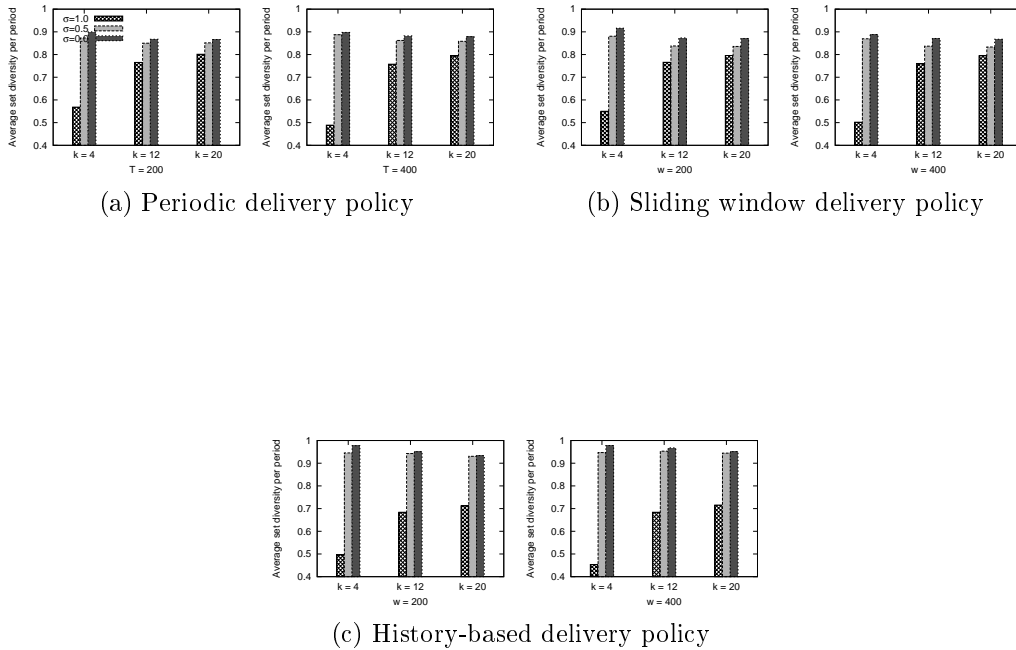 Average set diversity per period
1
0.9
0.8
0.7
0.6
0.5
0.4
σ=1.0
σ=0.5
σ=0.0
k = 4
k = 12
k = 20
T = 200
Average set diversity per period
1
0.9
0.8
0.7
0.6
0.5
0.4
k = 4
k = 12
k = 20
T = 400
(a) Periodic delivery policy
Average set diversity per period
1
0.9
0.8
0.7
0.6
0.5
0.4
k = 4
k = 12
k = 20
w = 200
Average set diversity per period
1
0.9
0.8
0.7
0.6
0.5
0.4
k = 4
k = 12
k = 20
w = 400
(b) Sliding window delivery policy
Average set diversity per period
1
0.9
0.8
0.7
0.6
0.5
0.4
k = 4
k = 12
k = 20
w = 200
Average set diversity per period
1
0.9
0.8
0.7
0.6
0.5
0.4
k = 4
k = 12
k = 20
w = 400
(c) History-based delivery policy